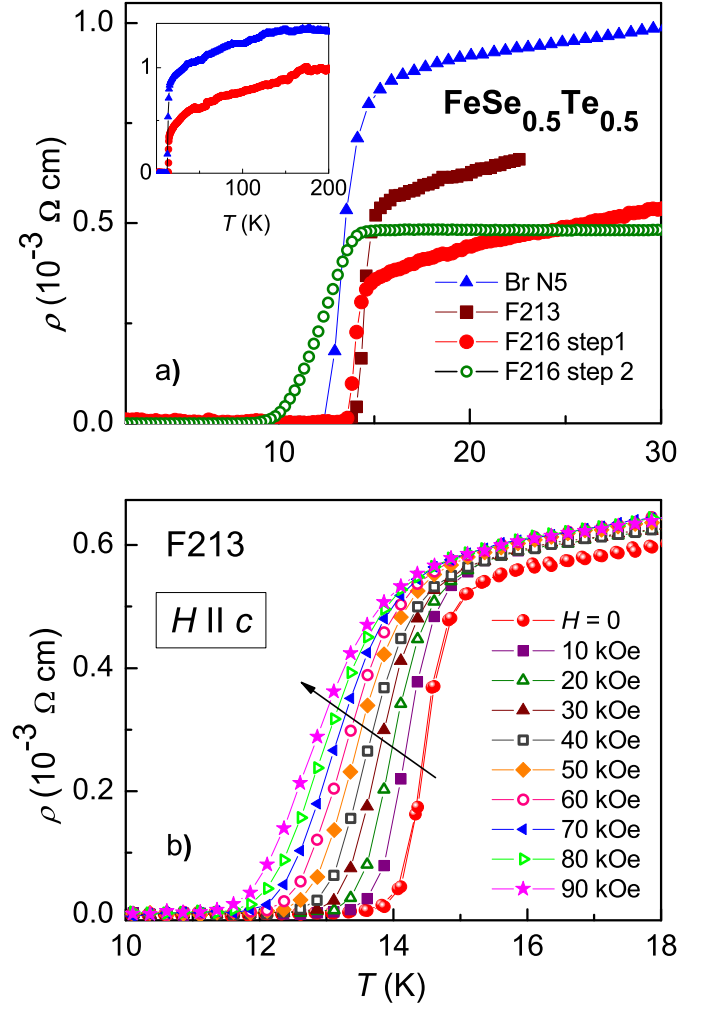 1.0
0.5
0.0
ρ (10⁻³ Ω cm)
1
0
100
200
T (K)
FeSe₀.₅Te₀.₅
Br N5
F213
F216 step1
F216 step 2
a)
10
20
30
F213
H II c
0.6
0.4
0.2
0.0
ρ (10⁻³ Ω cm)
H = 0
10 kOe
20 kOe
30 kOe
40 kOe
50 kOe
60 kOe
70 kOe
80 kOe
90 kOe
b)
10
12
14
16
18
T (K)